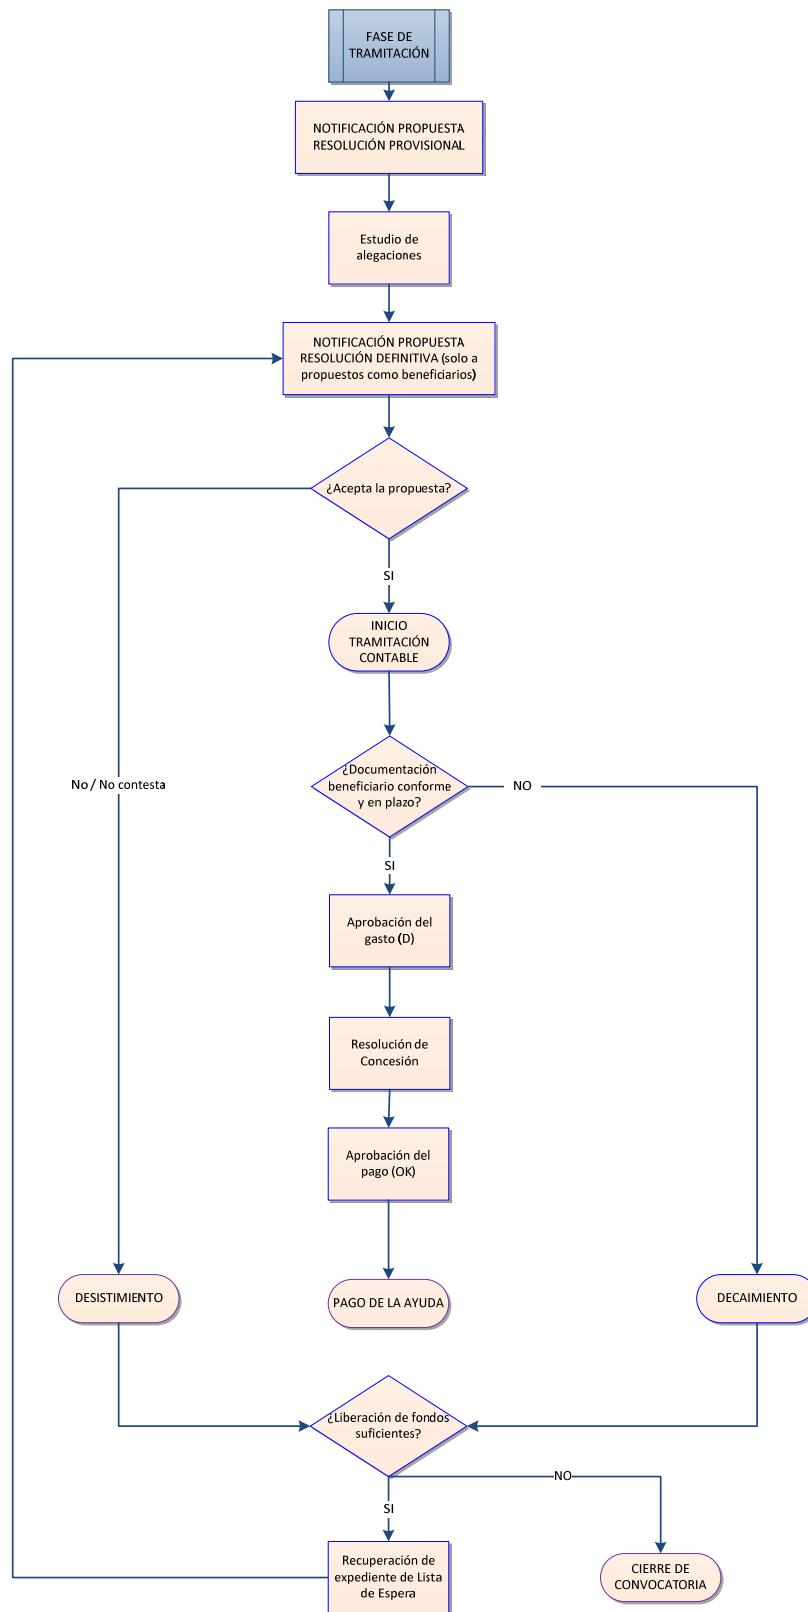 FASE DE
TRAMITACIÓN
NOTIFICACIÓN PROPUESTA
RESOLUCIÓN PROVISIONAL
Estudio de
alegaciones
NOTIFICACIÓN PROPUESTA
RESOLUCIÓN DEFINITIVA (solo a
propuestos como beneficiarios)
¿Acepta la propuesta?
SI
INICIO
TRAMITACIÓN
CONTABLE
No / No contesta
¿Documentación
beneficiario conforme
y en plazo?
NO
SI
Aprobación del
gasto (D)
Resolución de
Concesión
Aprobación del
pago (OK)
DESISTIMIENTO
PAGO DE LA AYUDA
DECAIMIENTO
¿Liberación de fondos
suficientes?
NO
SI
Recuperación de
expediente de Lista
de Espera
CIERRE DE
CONVOCATORIA